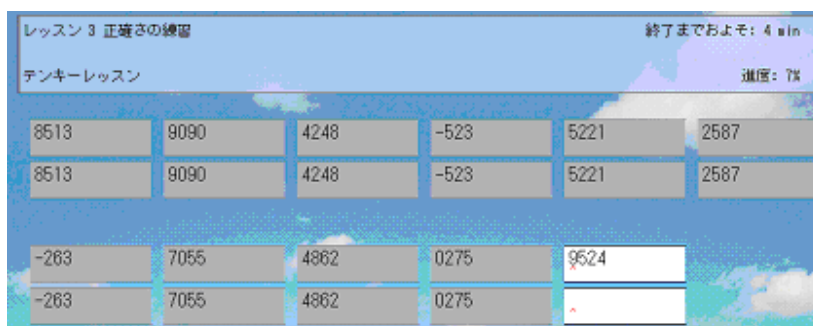 レッスン 3 正確さの練習 終了までおよそ: 4 min
テンキーレッスン 進度: 7%
8513 9090 4248 -523 5221 2587
8513 9090 4248 -523 5221 2587
-263 7055 4862 0275 9524
-263 7055 4862 0275